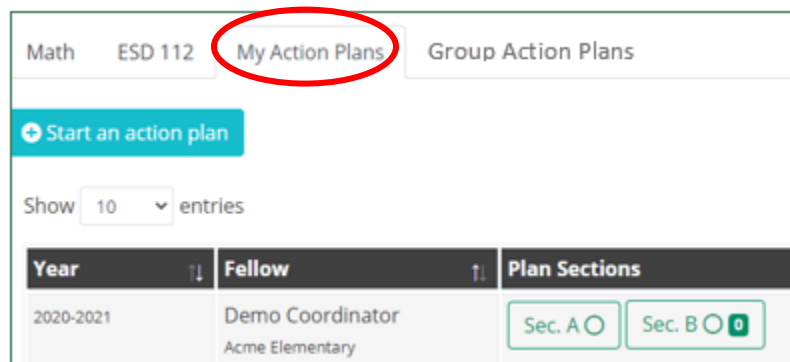 Math ESD 112 My Action Plans Group Action Plans
Start an action plan
Show 10 entries
Year Fellow Plan Sections
2020-2021 Demo Coordinator Sec. A Sec. B 0
Acme Elementary